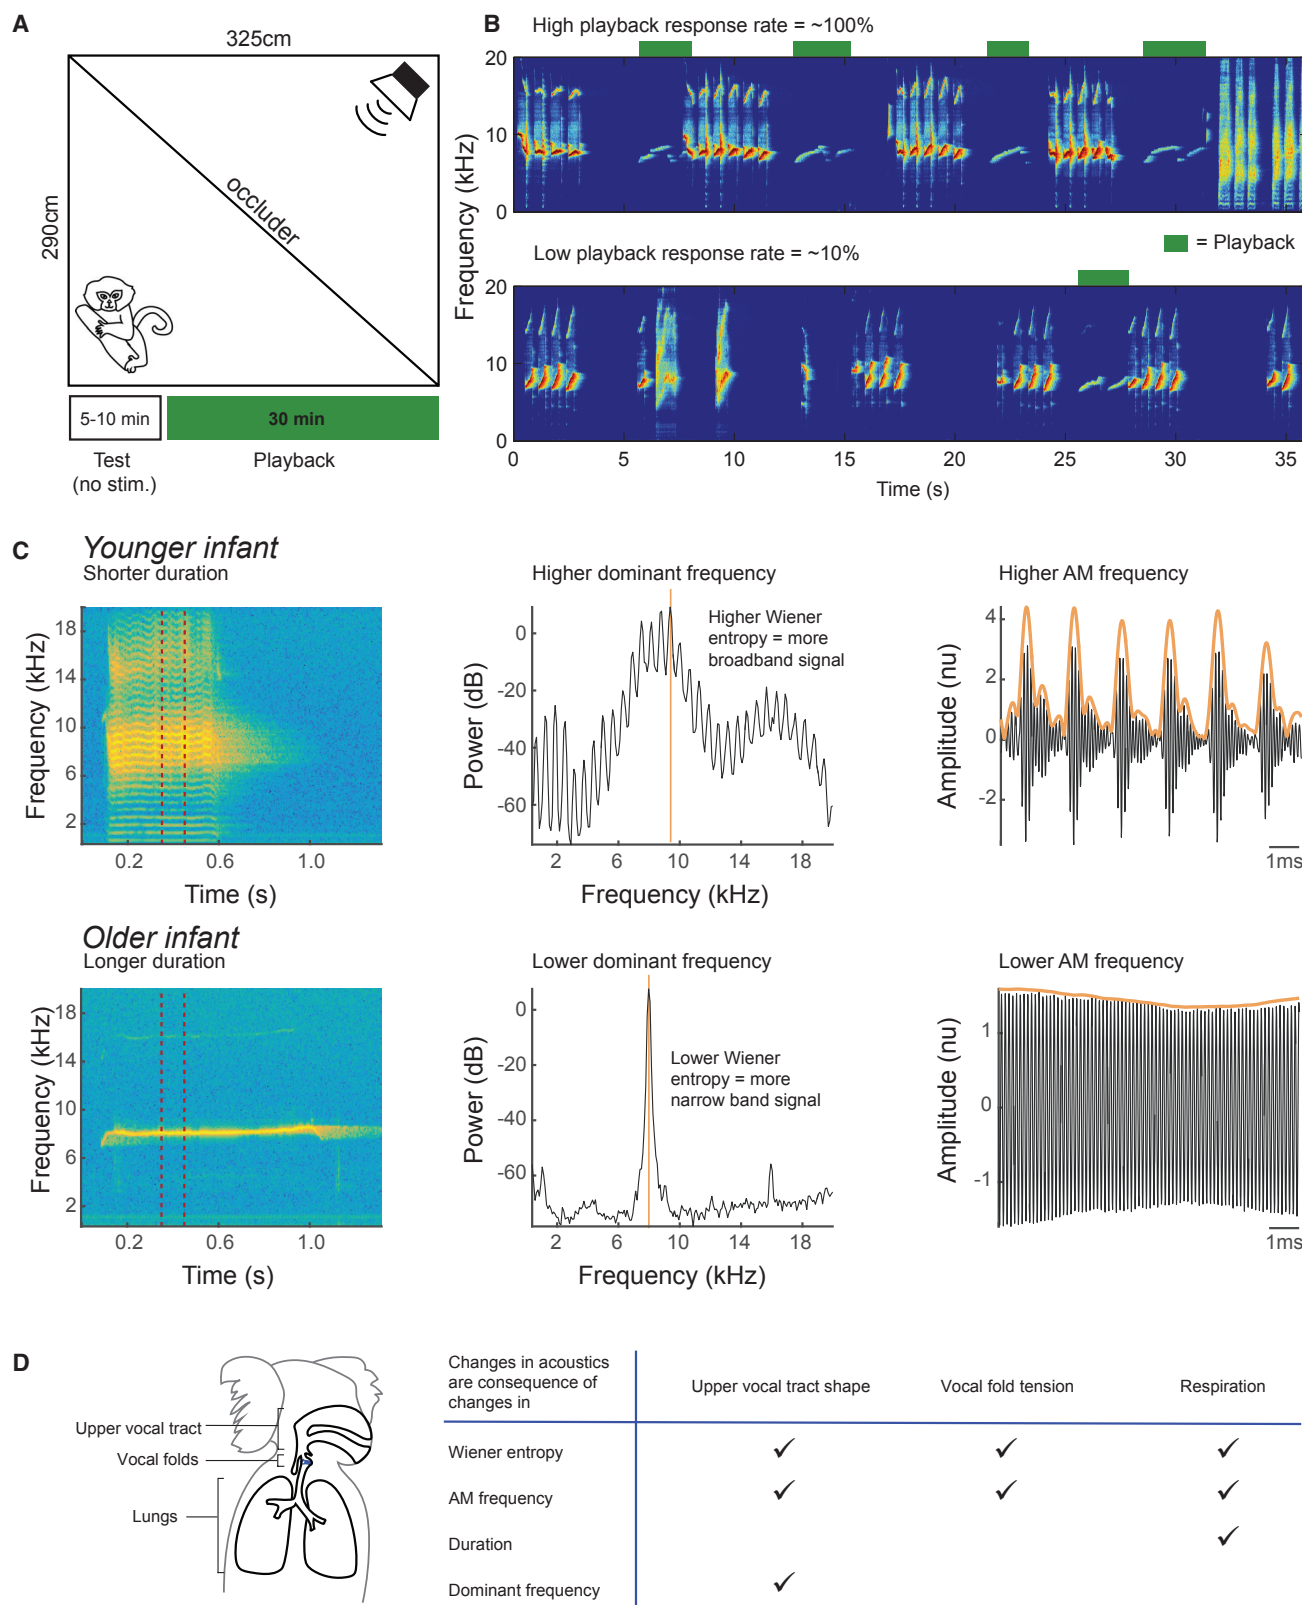 A
325cm
290cm
occluder
5-10 min
30 min
Test
(no stim.)
Playback
B
High playback response rate = ~100%
20
10
0
Frequency (kHz)
= Playback
Low playback response rate = ~10%
20
10
0
0 5 10 15 20 25 30 35
Time (s)
C
Younger infant
Shorter duration
18
14
10
6
2
Frequency (kHz)
0.2 0.6 1.0
Time (s)
Higher dominant frequency
Higher Wiener
entropy = more
broadband signal
0
-20
-40
-60
Power (dB)
2 6 10 14 18
Frequency (kHz)
Higher AM frequency
4
2
0
-2
Amplitude (nu)
1ms
Older infant
Longer duration
18
14
10
6
2
Frequency (kHz)
0.2 0.6 1.0
Time (s)
Lower dominant frequency
Lower Wiener
entropy = more
narrow band signal
0
-20
-40
-60
Power (dB)
2 6 10 14 18
Frequency (kHz)
Lower AM frequency
1
0
-1
Amplitude (nu)
1ms
D
Upper vocal tract
Vocal folds
Lungs
Changes in acoustics
are consequence of
changes in
Upper vocal tract shape Vocal fold tension Respiration
Wiener entropy ✓ ✓ ✓
AM frequency ✓ ✓ ✓
Duration ✓
Dominant frequency ✓